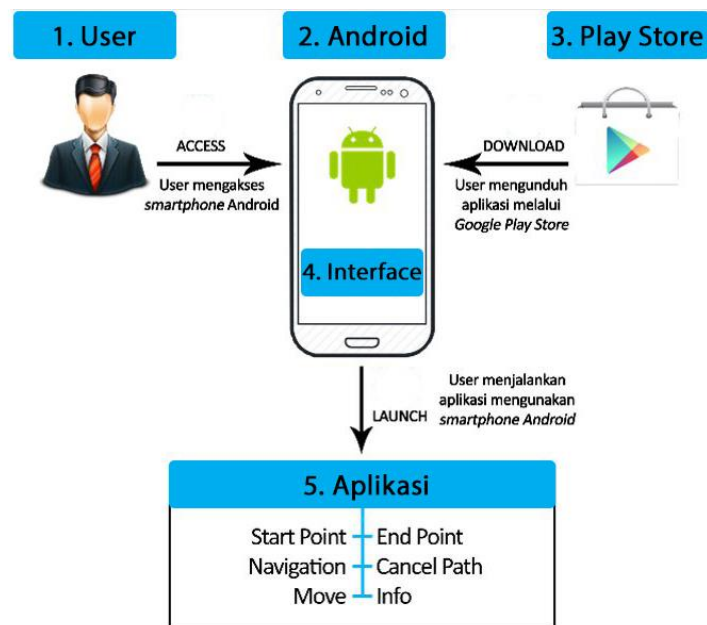 1. User
2. Android
3. Play Store
ACCESS
User mengakses
smartphone Android
DOWNLOAD
User mengunduh
aplikasi melalui
Google Play Store
4. Interface
LAUNCH
User menjalankan
aplikasi mengunakan
smartphone Android
5. Aplikasi
Start Point
End Point
Navigation
Cancel Path
Move
Info